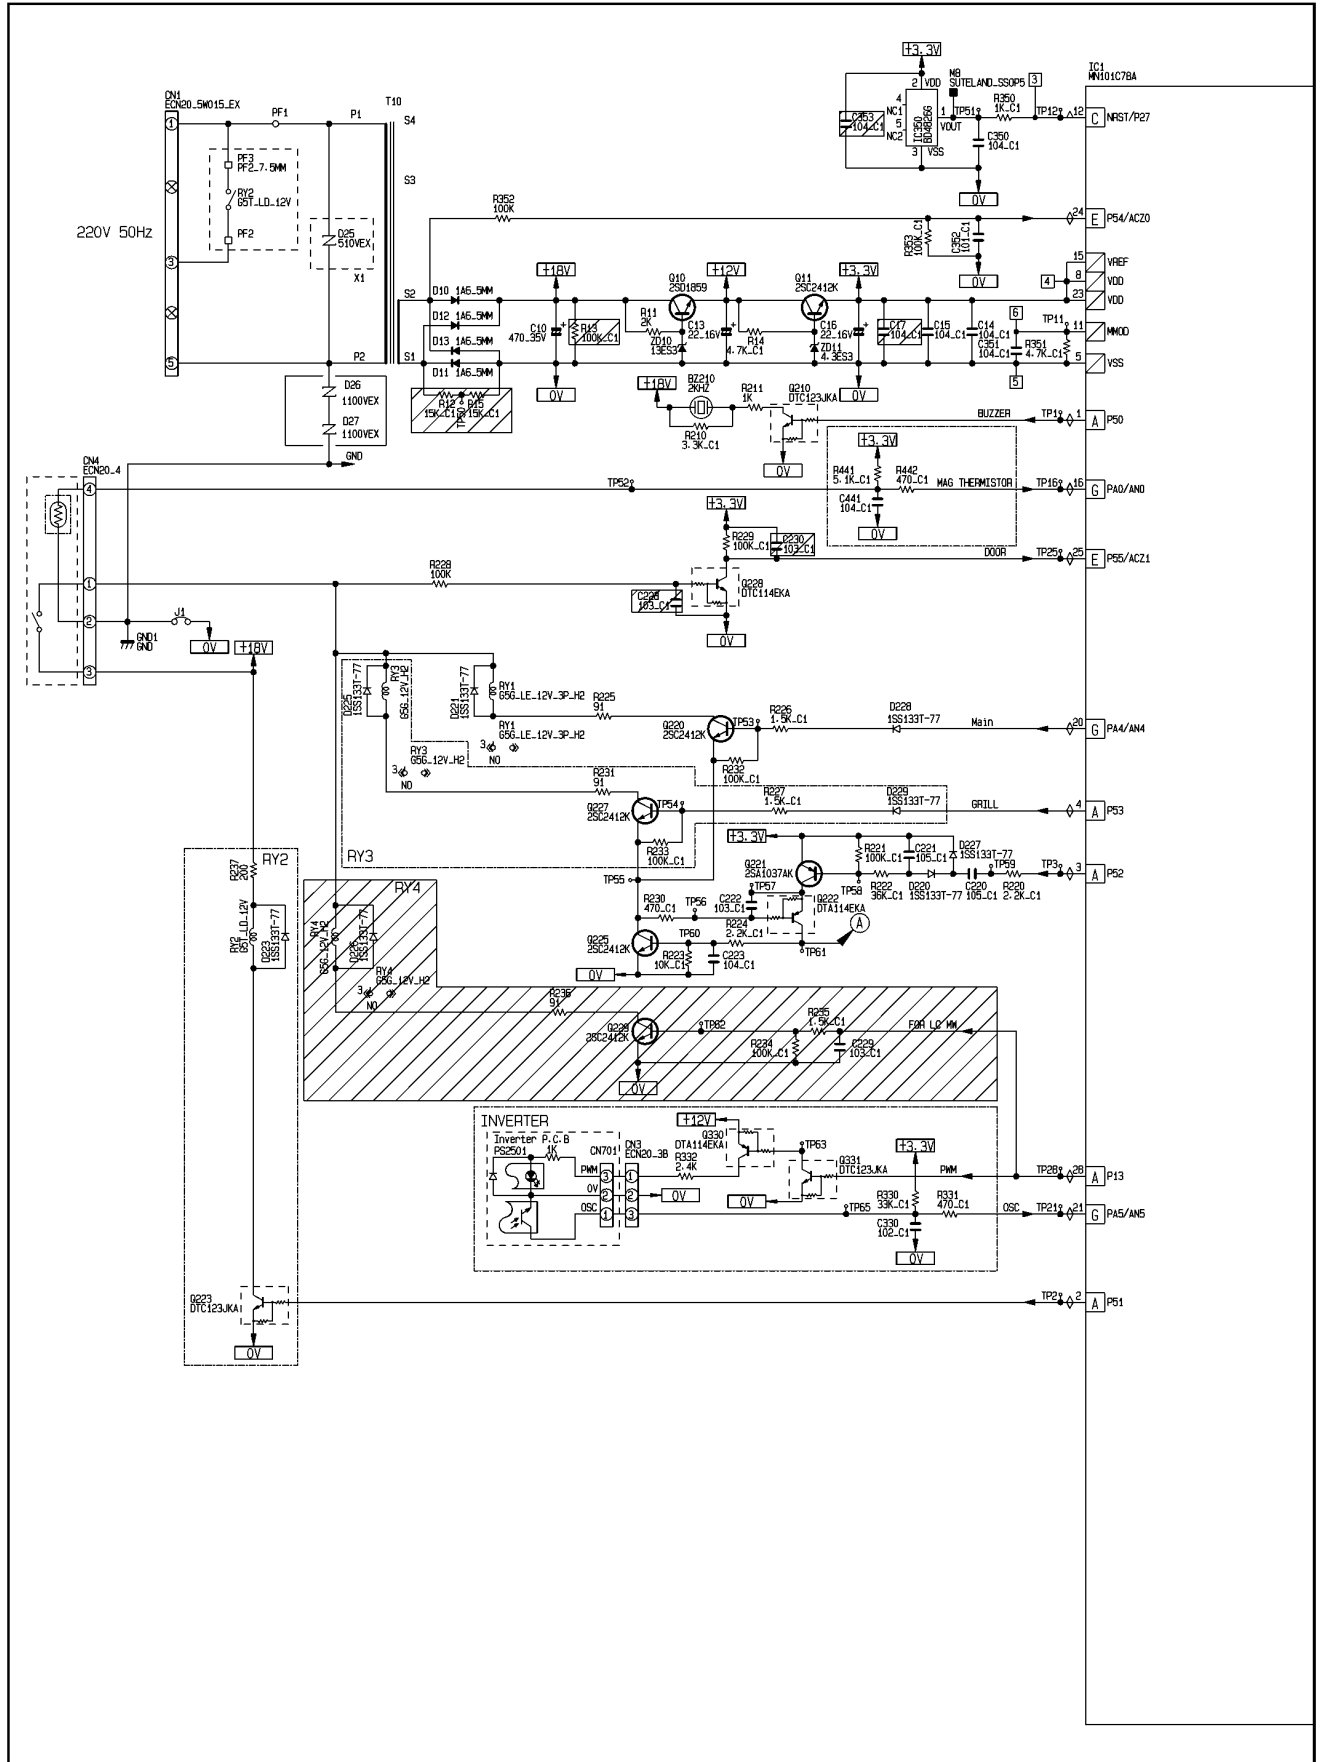 +3.3V
IC1
MN101C78A
2 VDD
M8
SUTELAND_SSOP5
3
4
NC1
5
NC2
IC350
BD4826G
1
VOUT
3 VSS
C353
104_C1
TP51
R350
1K_C1
TP12
12
C
NRST/P27
C350
104_C1
0V
CN1
ECN20_5W015_EX
1
PF1
P1
T10
S4
PF3
PF2_7.5MM
RY2
G5T_LD_12V
PF2
S3
220V 50Hz
D25
510VEX
X1
3
5
P2
R352
100K
R353
100K_C1
C352
101_C1
0V
24
E
P54/ACZ0
15
VREF
4
8
VDD
23
VDD
S2
D10 1A6_5MM
D12 1A6_5MM
D13 1A6_5MM
S1
D11 1A6_5MM
+18V
C10
470_35V
R13
100K_C1
0V
Q10
2SD1859
R11
2K
ZD10
13ES3
+12V
C13
22_16V
Q11
2SC2412K
R14
4.7K_C1
+3.3V
C16
22_16V
ZD11
4.3ES3
0V
C17
104_C1
C15
104_C1
C14
104_C1
C351
104_C1
6
TP11
11
MMOD
R351
4.7K_C1
5
VSS
5
R12
15K_C1
TP50
R15
15K_C1
D26
1100VEX
D27
1100VEX
GND
+18V
BZ210
2KHZ
R210
3.3K_C1
R211
1K
Q210
DTC123JKA
0V
BUZZER
TP1
1
A
P50
CN4
ECN20_4
4
TP52
+3.3V
R441
5.1K_C1
R442
470_C1
C441
104_C1
0V
MAG THERMISTOR
TP16
16
G
PA0/AN0
+3.3V
R229
100K_C1
C230
103_C1
DOOR
TP25
25
E
P55/ACZ1
1
R228
100K
C228
103_C1
Q228
DTC114EKA
0V
2
J1
GND1
GND
0V
+18V
3
D225
1SS133T-77
RY3
G5G_12V_H2
D221
1SS133T-77
RY1
G5G_LE_12V_3P_H2
RY1
G5G_LE_12V_3P_H2
3
NO
R225
91
Q220
2SC2412K
TP53
R226
1.5K_C1
D228
1SS133T-77
Main
20
G
PA4/AN4
RY3
G5G_12V_H2
3
NO
R232
100K_C1
R231
91
Q227
2SC2412K
TP54
R227
1.5K_C1
D229
1SS133T-77
GRILL
4
A
P53
R233
100K_C1
RY3
+3.3V
R221
100K_C1
C221
105_C1
D227
1SS133T-77
TP59
TP3
3
A
P52
Q221
2SA1037AK
TP58
R222
36K_C1
D220
1SS133T-77
C220
105_C1
R220
2.2K_C1
TP55
R230
470_C1
TP56
C222
103_C1
TP57
Q222
DTA114EKA
A
Q225
2SC2412K
TP60
R224
2.2K_C1
TP61
R223
10K_C1
C223
104_C1
0V
RY2
R237
200
RY2
G5T_LD_12V
D223
1SS133T-77
RY4
RY4
G5G_12V_H2
D226
1SS133T-77
RY4
G5G_12V_H2
3
NO
R236
91
Q229
2SC2412K
TP62
R235
1.5K_C1
FOR LC MW
R234
100K_C1
C229
103_C1
0V
INVERTER
Inverter P.C.B
PS2501
1K
CN701
CN3
ECN20_3B
PWM
3
1
0V
2
2
OSC
1
3
+12V
Q330
DTA114EKA
R332
2.4K
0V
TP63
Q331
DTC123JKA
0V
+3.3V
PWM
TP28
28
A
P13
TP65
R330
33K_C1
R331
470_C1
OSC
TP21
21
G
PA5/AN5
C330
102_C1
0V
Q223
DTC123JKA
0V
TP2
2
A
P51